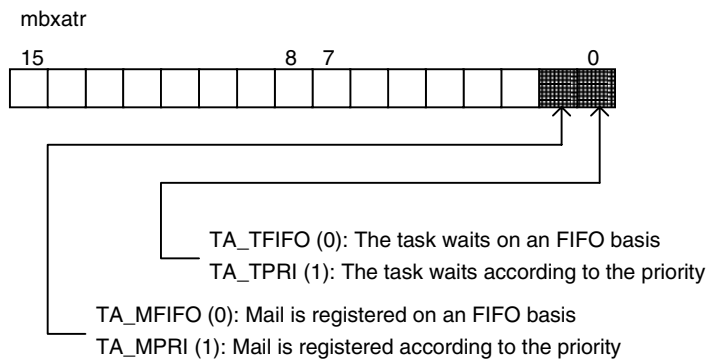 mbxatr
15 8 7 0
TA_TFIFO (0): The task waits on an FIFO basis
TA_TPRI (1): The task waits according to the priority
TA_MFIFO (0): Mail is registered on an FIFO basis
TA_MPRI (1): Mail is registered according to the priority